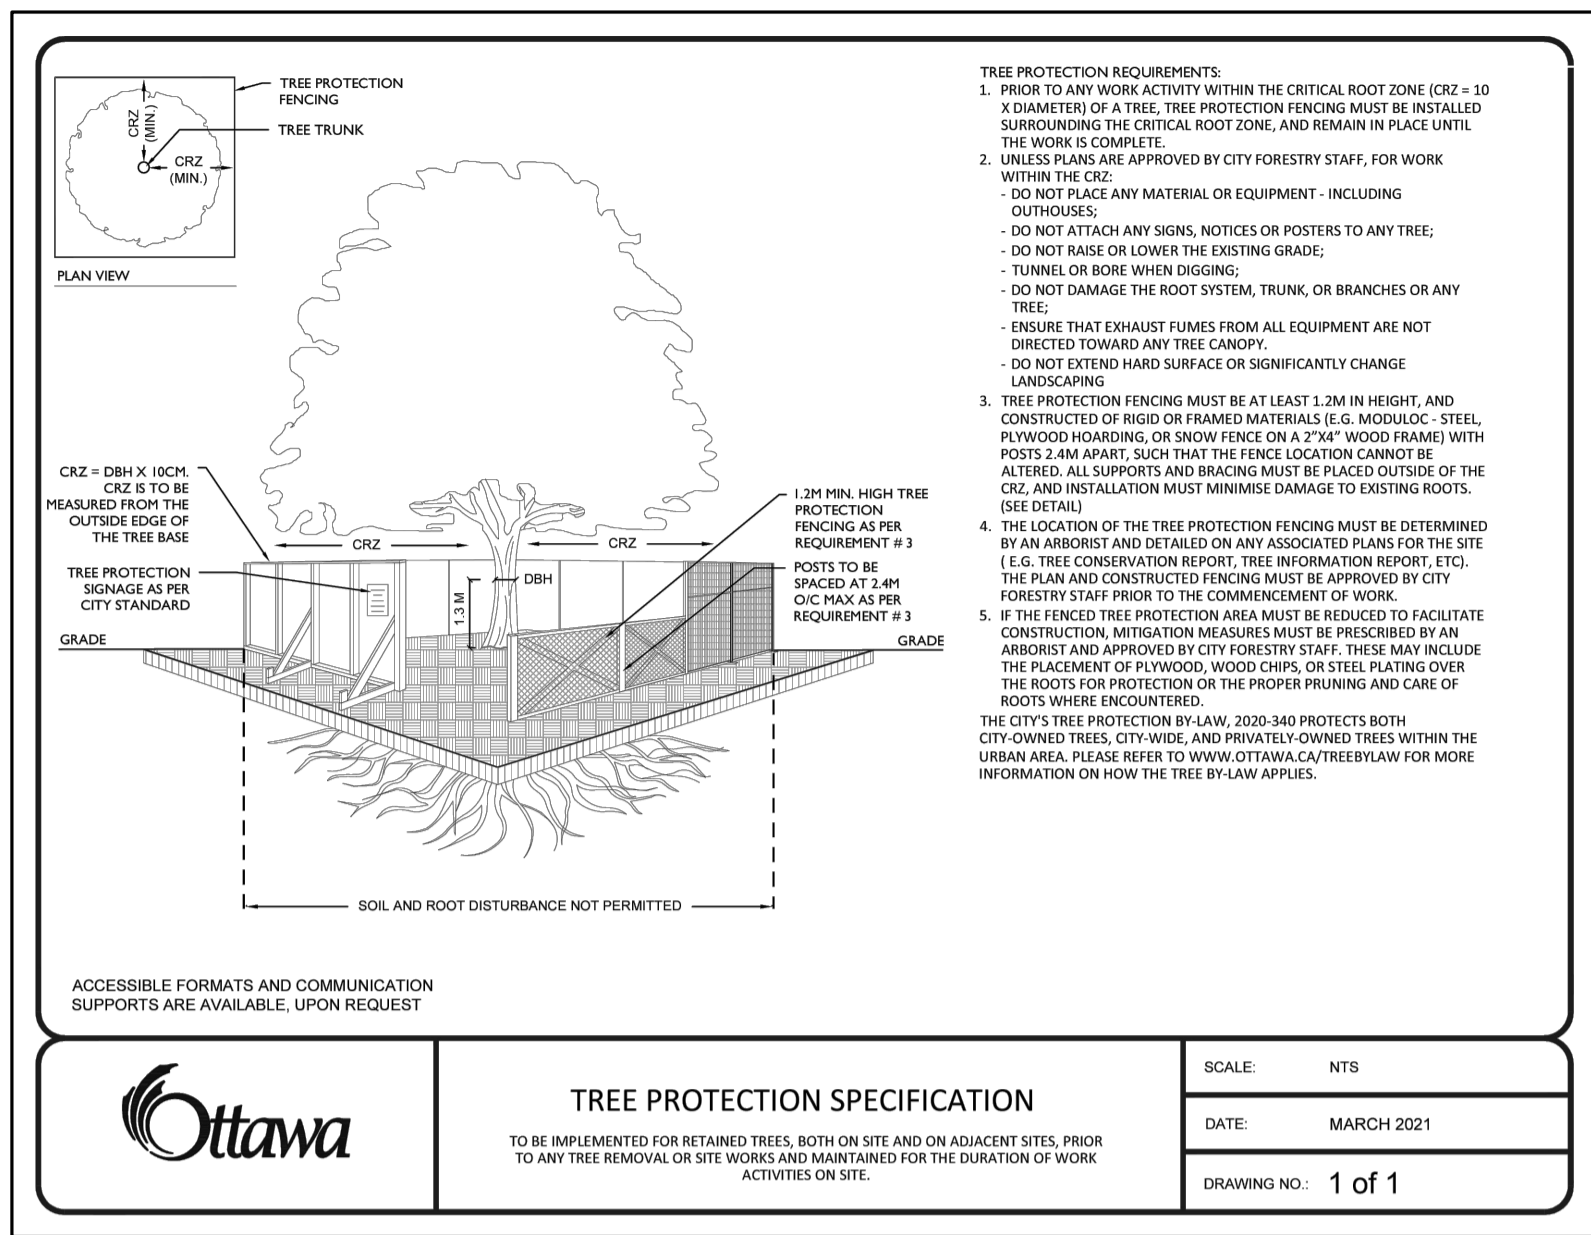 TREE PROTECTION
FENCING
TREE TRUNK
CRZ
(MIN.)
CRZ
(MIN.)
PLAN VIEW
CRZ = DBH X 10CM.
CRZ IS TO BE
MEASURED FROM THE
OUTSIDE EDGE OF
THE TREE BASE
TREE PROTECTION
SIGNAGE AS PER
CITY STANDARD
GRADE
CRZ
CRZ
DBH
1.3 M
1.2M MIN. HIGH TREE
PROTECTION
FENCING AS PER
REQUIREMENT # 3
POSTS TO BE
SPACED AT 2.4M
O/C MAX AS PER
REQUIREMENT # 3
GRADE
SOIL AND ROOT DISTURBANCE NOT PERMITTED
ACCESSIBLE FORMATS AND COMMUNICATION
SUPPORTS ARE AVAILABLE, UPON REQUEST
TREE PROTECTION REQUIREMENTS:
1. PRIOR TO ANY WORK ACTIVITY WITHIN THE CRITICAL ROOT ZONE (CRZ = 10
X DIAMETER) OF A TREE, TREE PROTECTION FENCING MUST BE INSTALLED
SURROUNDING THE CRITICAL ROOT ZONE, AND REMAIN IN PLACE UNTIL
THE WORK IS COMPLETE.
2. UNLESS PLANS ARE APPROVED BY CITY FORESTRY STAFF, FOR WORK
WITHIN THE CRZ:
- DO NOT PLACE ANY MATERIAL OR EQUIPMENT - INCLUDING
OUTHOUSES;
- DO NOT ATTACH ANY SIGNS, NOTICES OR POSTERS TO ANY TREE;
- DO NOT RAISE OR LOWER THE EXISTING GRADE;
- TUNNEL OR BORE WHEN DIGGING;
- DO NOT DAMAGE THE ROOT SYSTEM, TRUNK, OR BRANCHES OR ANY
TREE;
- ENSURE THAT EXHAUST FUMES FROM ALL EQUIPMENT ARE NOT
DIRECTED TOWARD ANY TREE CANOPY.
- DO NOT EXTEND HARD SURFACE OR SIGNIFICANTLY CHANGE
LANDSCAPING
3. TREE PROTECTION FENCING MUST BE AT LEAST 1.2M IN HEIGHT, AND
CONSTRUCTED OF RIGID OR FRAMED MATERIALS (E.G. MODULOC - STEEL,
PLYWOOD HOARDING, OR SNOW FENCE ON A 2”X4” WOOD FRAME) WITH
POSTS 2.4M APART, SUCH THAT THE FENCE LOCATION CANNOT BE
ALTERED. ALL SUPPORTS AND BRACING MUST BE PLACED OUTSIDE OF THE
CRZ, AND INSTALLATION MUST MINIMISE DAMAGE TO EXISTING ROOTS.
(SEE DETAIL)
4. THE LOCATION OF THE TREE PROTECTION FENCING MUST BE DETERMINED
BY AN ARBORIST AND DETAILED ON ANY ASSOCIATED PLANS FOR THE SITE
( E.G. TREE CONSERVATION REPORT, TREE INFORMATION REPORT, ETC).
THE PLAN AND CONSTRUCTED FENCING MUST BE APPROVED BY CITY
FORESTRY STAFF PRIOR TO THE COMMENCEMENT OF WORK.
5. IF THE FENCED TREE PROTECTION AREA MUST BE REDUCED TO FACILITATE
CONSTRUCTION, MITIGATION MEASURES MUST BE PRESCRIBED BY AN
ARBORIST AND APPROVED BY CITY FORESTRY STAFF. THESE MAY INCLUDE
THE PLACEMENT OF PLYWOOD, WOOD CHIPS, OR STEEL PLATING OVER
THE ROOTS FOR PROTECTION OR THE PROPER PRUNING AND CARE OF
ROOTS WHERE ENCOUNTERED.
THE CITY'S TREE PROTECTION BY-LAW, 2020-340 PROTECTS BOTH
CITY-OWNED TREES, CITY-WIDE, AND PRIVATELY-OWNED TREES WITHIN THE
URBAN AREA. PLEASE REFER TO WWW.OTTAWA.CA/TREEBYLAW FOR MORE
INFORMATION ON HOW THE TREE BY-LAW APPLIES.
Ottawa
TREE PROTECTION SPECIFICATION
TO BE IMPLEMENTED FOR RETAINED TREES, BOTH ON SITE AND ON ADJACENT SITES, PRIOR
TO ANY TREE REMOVAL OR SITE WORKS AND MAINTAINED FOR THE DURATION OF WORK
ACTIVITIES ON SITE.
SCALE: NTS
DATE: MARCH 2021
DRAWING NO.: 1 of 1